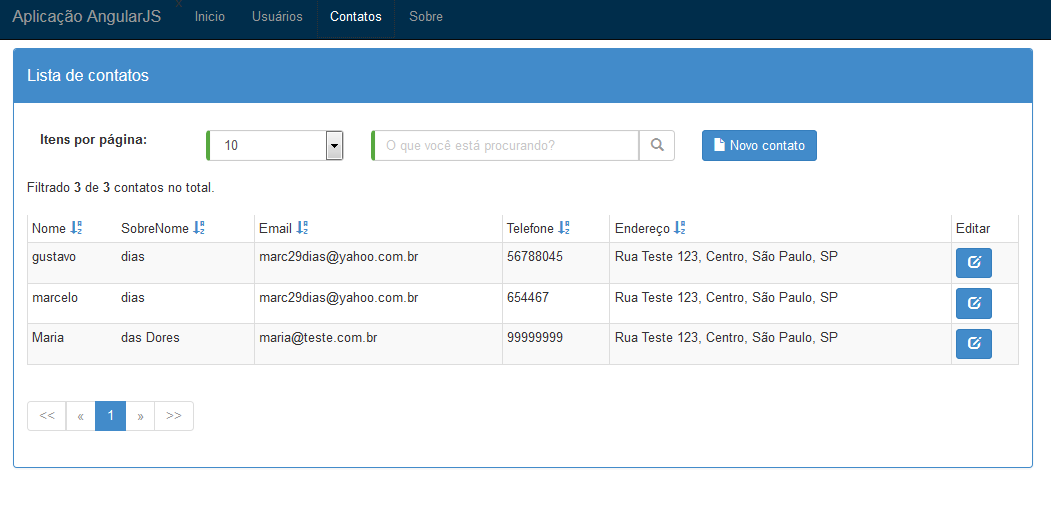 Aplicação AngularJS x Inicio Usuários Contatos Sobre
Lista de contatos
Itens por página: 10 O que você está procurando? Novo contato
Filtrado 3 de 3 contatos no total.
Nome SobreNome Email Telefone Endereço Editar
gustavo dias marc29dias@yahoo.com.br 56788045 Rua Teste 123, Centro, São Paulo, SP
marcelo dias marc29dias@yahoo.com.br 654467 Rua Teste 123, Centro, São Paulo, SP
Maria das Dores maria@teste.com.br 99999999 Rua Teste 123, Centro, São Paulo, SP
<< « 1 » >>